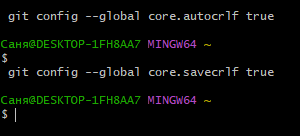 git config --global core.autocrlf true
Саня@DESKTOP-1FH8AA7 MINGW64 ~
$
git config --global core.savecrlf true
Саня@DESKTOP-1FH8AA7 MINGW64 ~
$